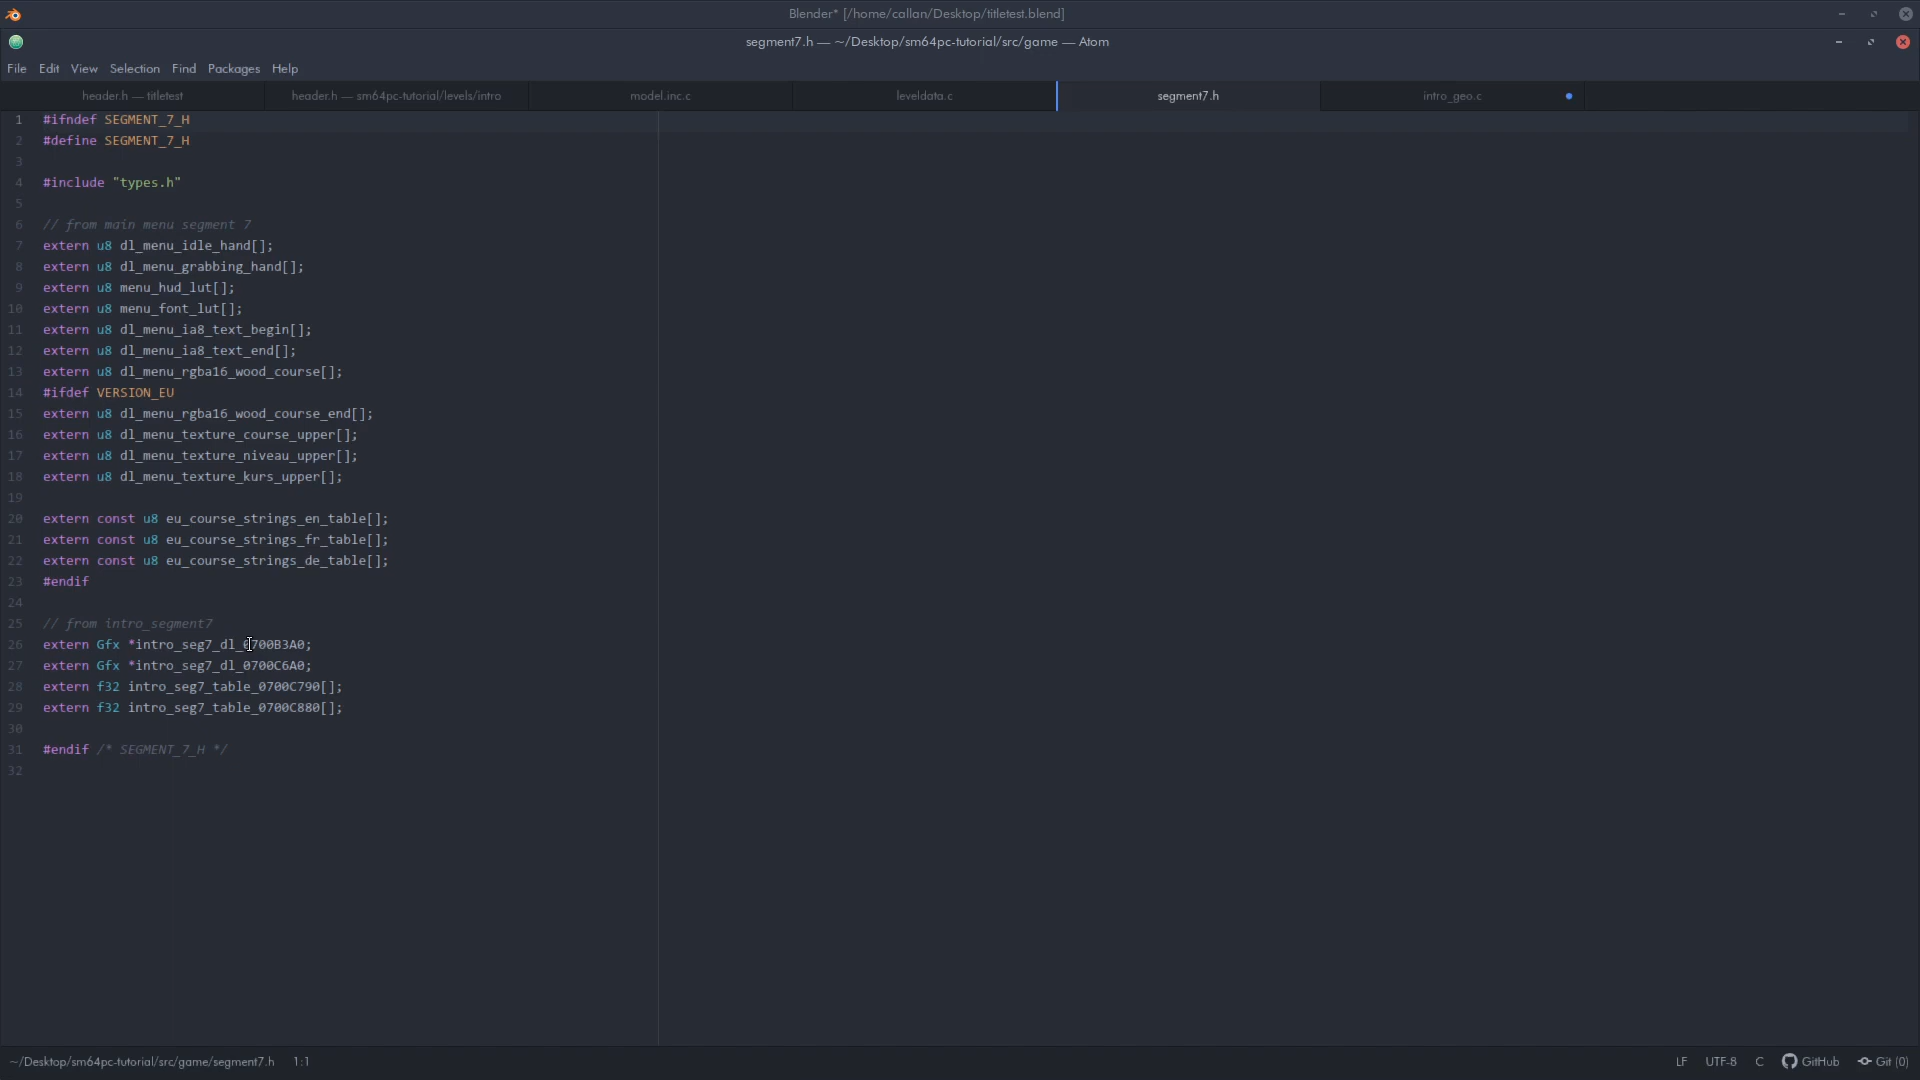 Blender* [/home/callan/Desktop/titletest.blend]
segment7.h — ~/Desktop/sm64pc-tutorial/src/game — Atom
File Edit View Selection Find Packages Help
header.h — titletest header.h — sm64pc-tutorial/levels/intro model.inc.c leveldata.c segment7.h intro_geo.c
1 #ifndef SEGMENT_7_H
2 #define SEGMENT_7_H
3
4 #include "types.h"
5
6 // from main menu segment 7
7 extern u8 dl_menu_idle_hand[];
8 extern u8 dl_menu_grabbing_hand[];
9 extern u8 menu_hud_lut[];
10 extern u8 menu_font_lut[];
11 extern u8 dl_menu_ia8_text_begin[];
12 extern u8 dl_menu_ia8_text_end[];
13 extern u8 dl_menu_rgba16_wood_course[];
14 #ifdef VERSION_EU
15 extern u8 dl_menu_rgba16_wood_course_end[];
16 extern u8 dl_menu_texture_course_upper[];
17 extern u8 dl_menu_texture_niveau_upper[];
18 extern u8 dl_menu_texture_kurs_upper[];
19
20 extern const u8 eu_course_strings_en_table[];
21 extern const u8 eu_course_strings_fr_table[];
22 extern const u8 eu_course_strings_de_table[];
23 #endif
24
25 // from intro_segment7
26 extern Gfx *intro_seg7_dl_0700B3A0;
27 extern Gfx *intro_seg7_dl_0700C6A0;
28 extern f32 intro_seg7_table_0700C790[];
29 extern f32 intro_seg7_table_0700C880[];
30
31 #endif /* SEGMENT_7_H */
32
~/Desktop/sm64pc-tutorial/src/game/segment7.h 1:1 LF UTF-8 C GitHub Git (0)